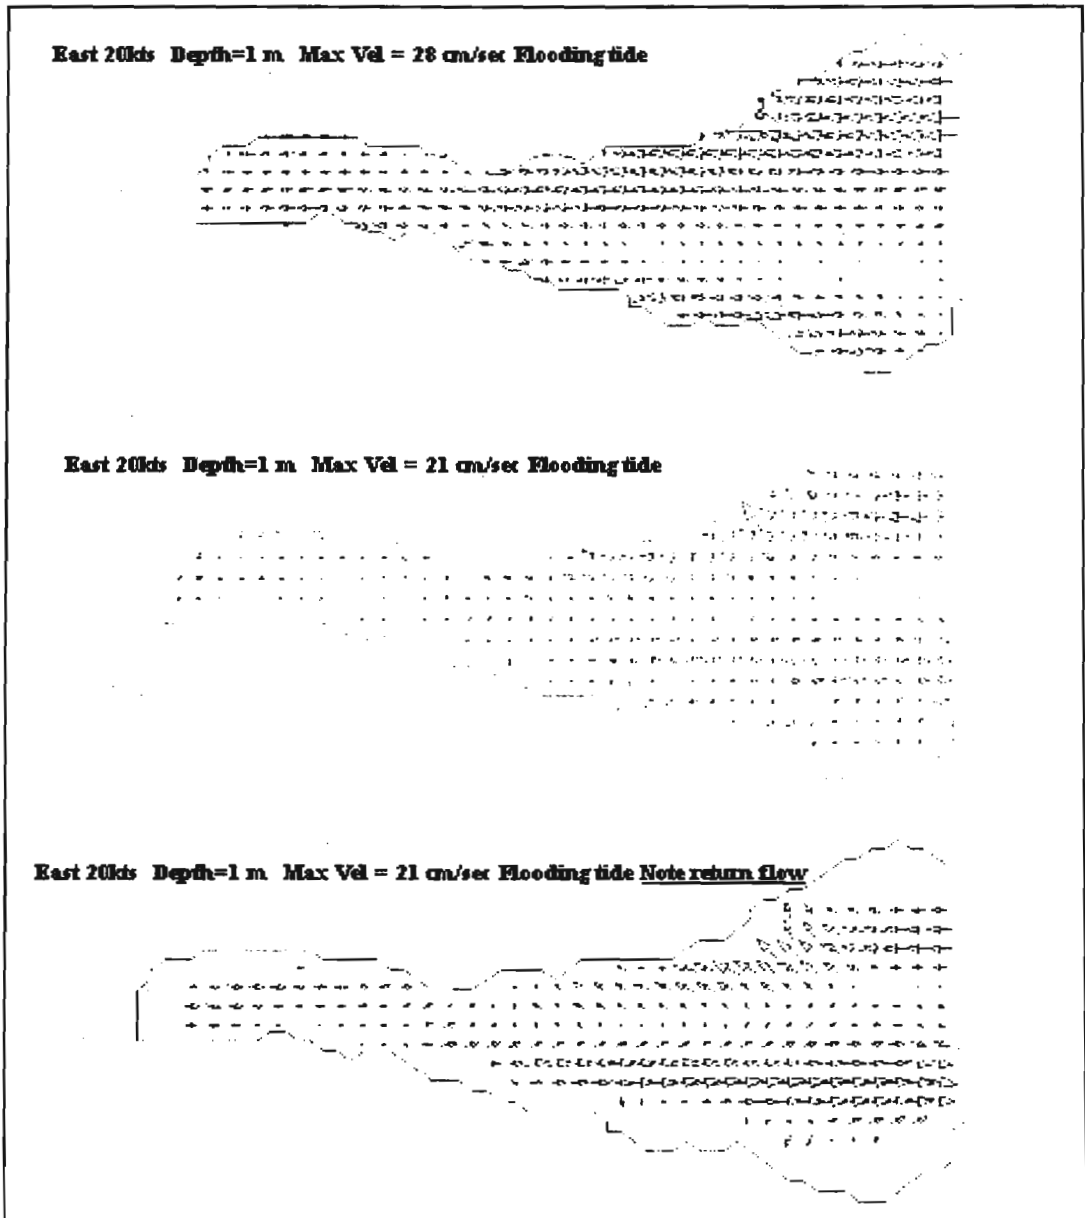 East 20kts Depth=1 m Max Vel = 28 cm/sec Flooding tide
East 20kts Depth=1 m Max Vel = 21 cm/sec Flooding tide
East 20kts Depth=1 m Max Vel = 21 cm/sec Flooding tide Note return flow